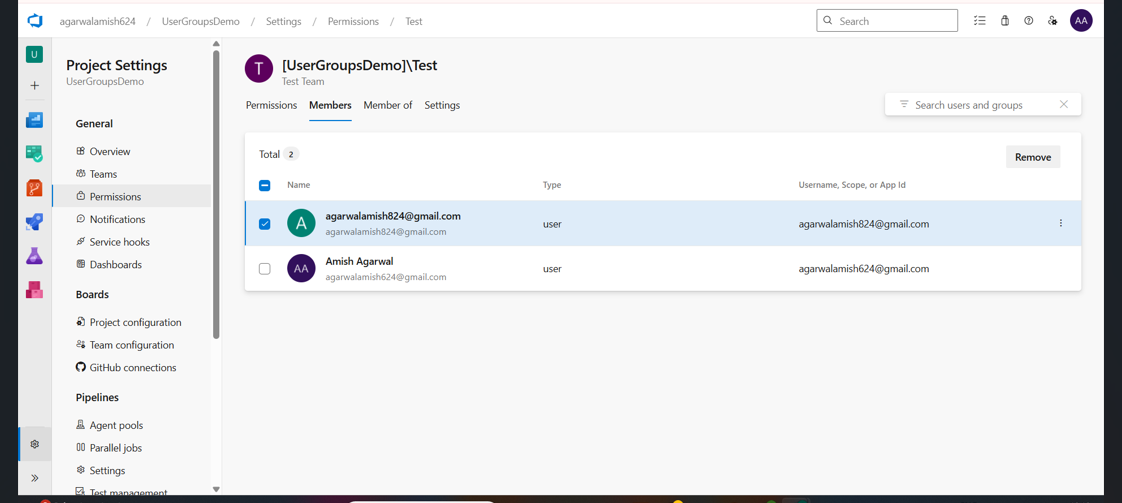 agarwalamish624 / UserGroupsDemo / Settings / Permissions / Test
Search
AA
U
Project Settings
UserGroupsDemo
General
Overview
Teams
Permissions
Notifications
Service hooks
Dashboards
Boards
Project configuration
Team configuration
GitHub connections
Pipelines
Agent pools
Parallel jobs
Settings
Test management
T
[UserGroupsDemo]\Test
Test Team
Permissions Members Member of Settings
Search users and groups
Total 2
Remove
Name Type Username, Scope, or App Id
A
agarwalamish824@gmail.com
agarwalamish824@gmail.com
user
agarwalamish824@gmail.com
AA
Amish Agarwal
agarwalamish624@gmail.com
user
agarwalamish624@gmail.com